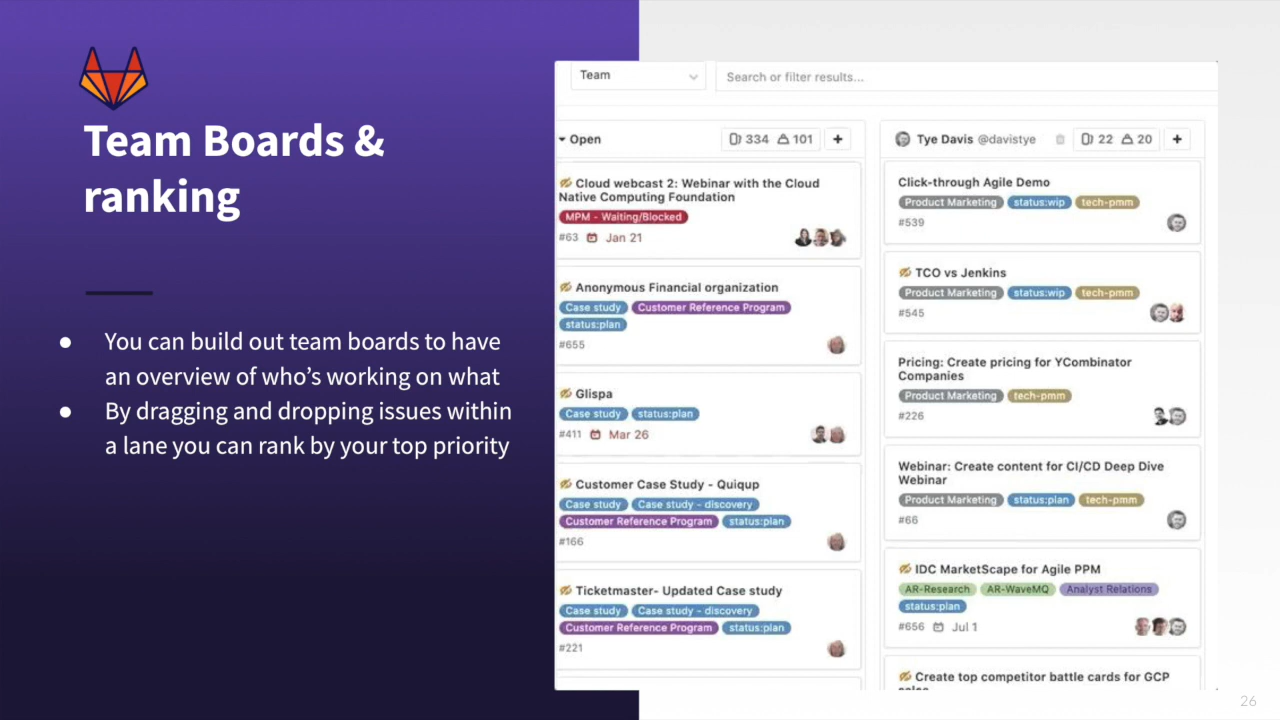 Team Boards &
ranking
● You can build out team boards to have
an overview of who's working on what
● By dragging and dropping issues within
a lane you can rank by your top priority
Team
Search or filter results...
Open 334 101 +
Cloud webcast 2: Webinar with the Cloud
Native Computing Foundation
MPM - Waiting/Blocked
#63 Jan 21
Anonymous Financial organization
Case study Customer Reference Program
status:plan
#655
Glispa
Case study status:plan
#411 Mar 26
Customer Case Study - Quiqup
Case study Case study - discovery
Customer Reference Program status:plan
#166
Ticketmaster- Updated Case study
Case study Case study - discovery
Customer Reference Program status:plan
#221
Tye Davis @davistye 22 20 +
Click-through Agile Demo
Product Marketing status:wip tech-pmm
#539
TCO vs Jenkins
Product Marketing status:wip tech-pmm
#545
Pricing: Create pricing for YCombinator
Companies
Product Marketing tech-pmm
#226
Webinar: Create content for CI/CD Deep Dive
Webinar
Product Marketing status:plan tech-pmm
#66
IDC MarketScape for Agile PPM
AR-Research AR-WaveMQ Analyst Relations
status:plan
#656 Jul 1
Create top competitor battle cards for GCP
26